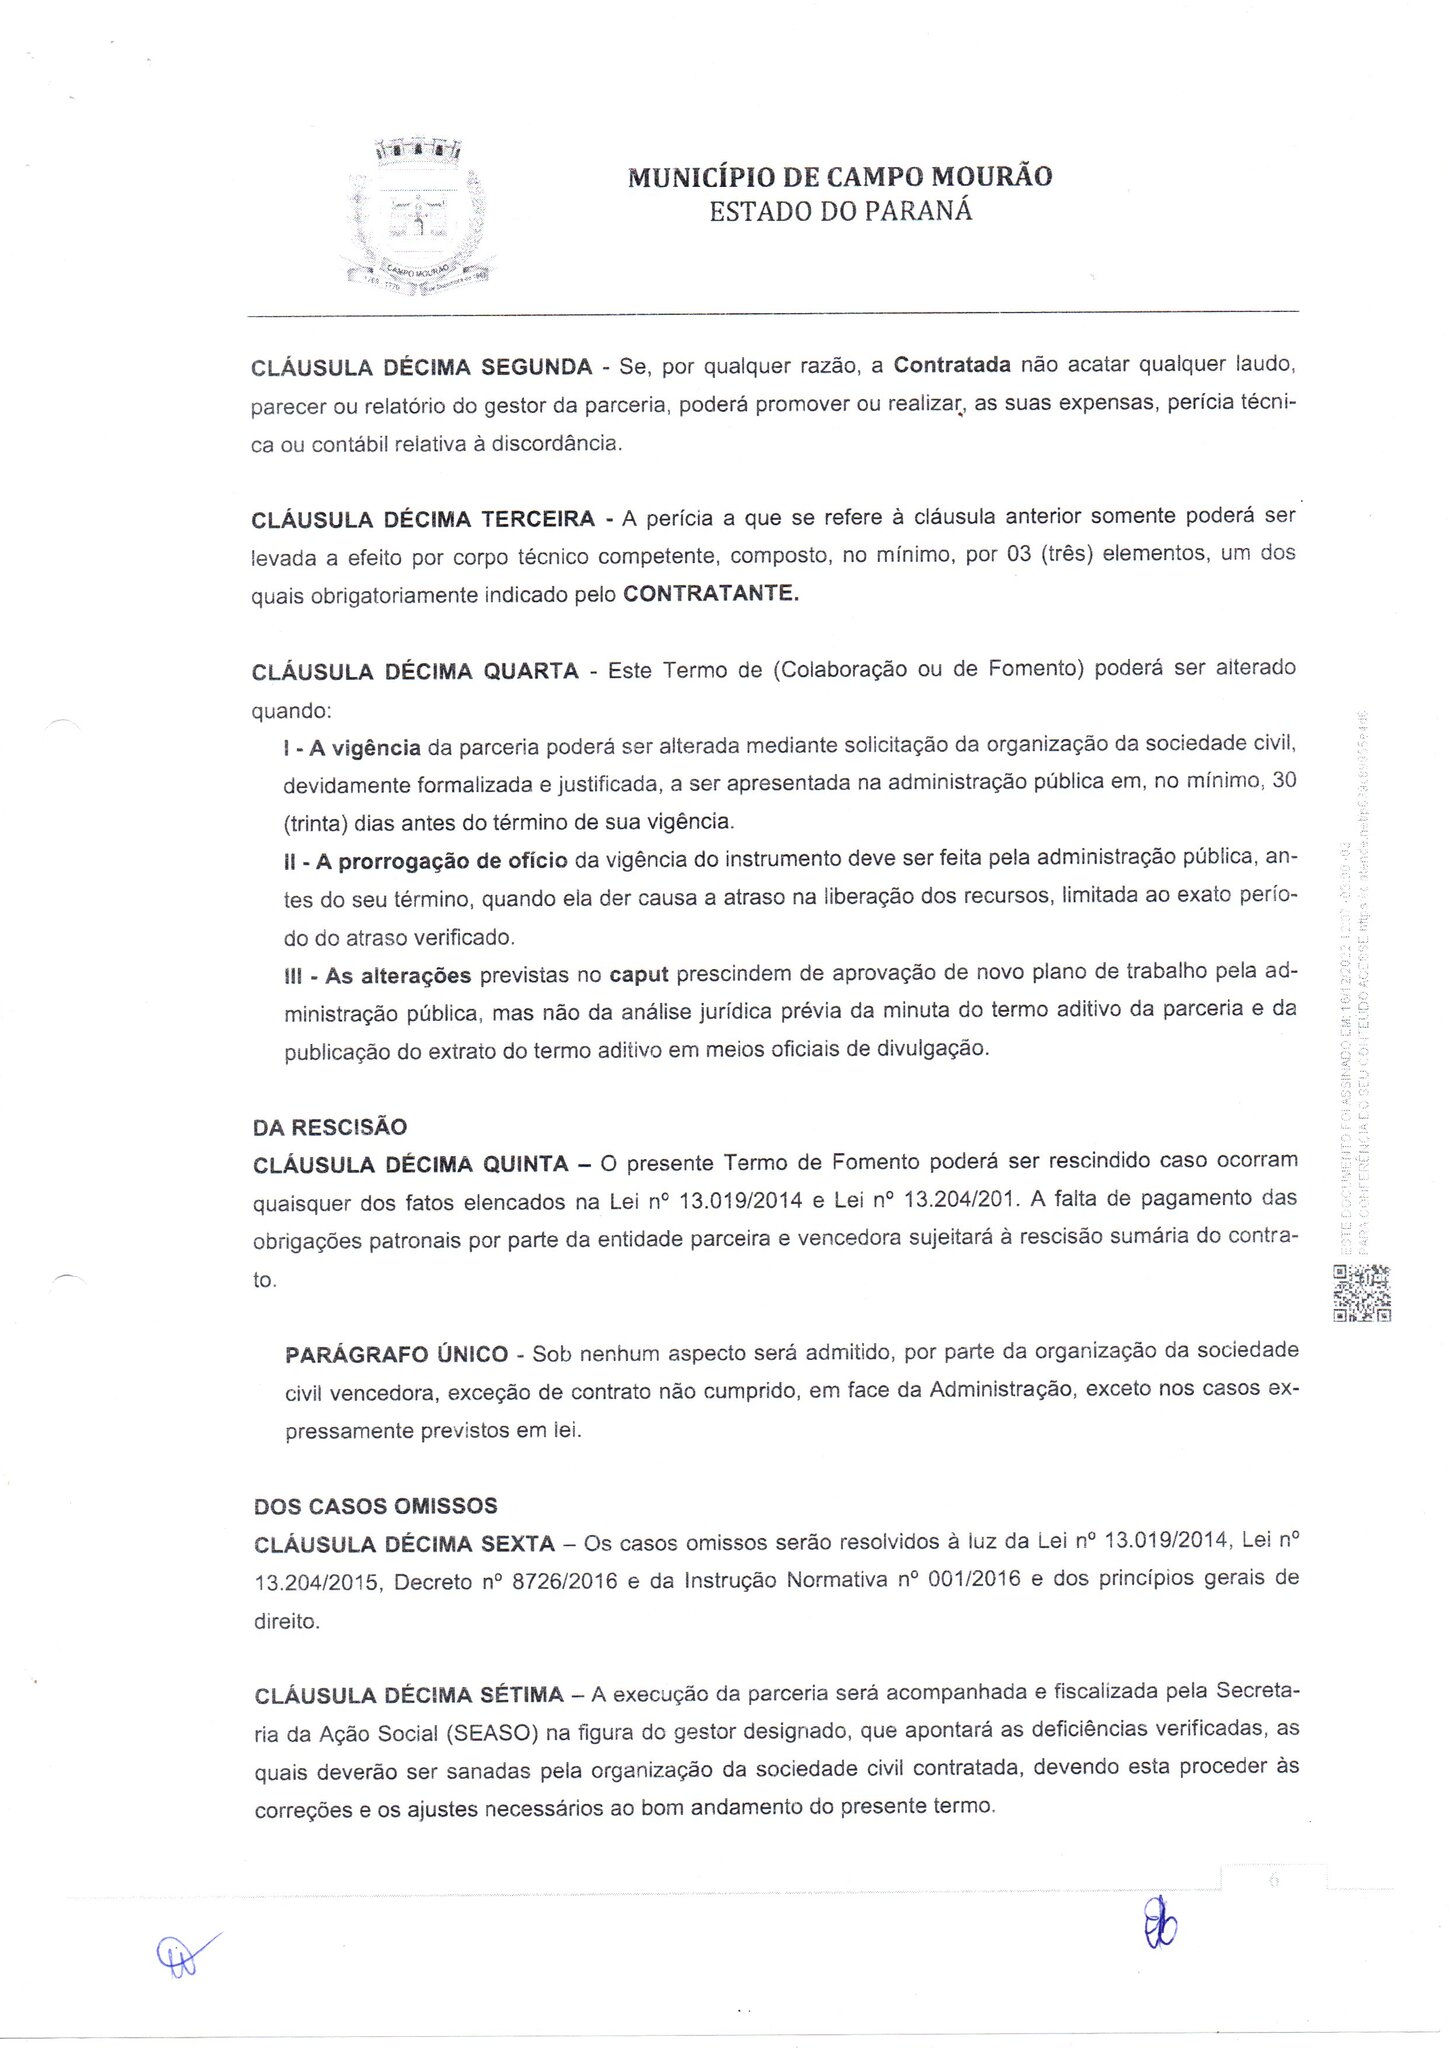 MUNICÍPIO DE CAMPO MOURÃO
ESTADO DO PARANÁ
CAMPO MOURÃO
CLÁUSULA DÉCIMA SEGUNDA - Se, por qualquer razão, a Contratada não acatar qualquer laudo,
parecer ou relatório do gestor da parceria, poderá promover ou realizar, as suas expensas, perícia técni-
ca ou contábil relativa à discordância.
CLÁUSULA DÉCIMA TERCEIRA - A perícia a que se refere à cláusula anterior somente poderá ser
levada a efeito por corpo técnico competente, composto, no mínimo, por 03 (três) elementos, um dos
quais obrigatoriamente indicado pelo CONTRATANTE.
CLÁUSULA DÉCIMA QUARTA - Este Termo de (Colaboração ou de Fomento) poderá ser alterado
quando:
I - A vigência da parceria poderá ser alterada mediante solicitação da organização da sociedade civil,
devidamente formalizada e justificada, a ser apresentada na administração pública em, no mínimo, 30
(trinta) dias antes do término de sua vigência.
II - A prorrogação de ofício da vigência do instrumento deve ser feita pela administração pública, an-
tes do seu término, quando ela der causa a atraso na liberação dos recursos, limitada ao exato perío-
do do atraso verificado.
III - As alterações previstas no caput prescindem de aprovação de novo plano de trabalho pela ad-
ministração pública, mas não da análise jurídica prévia da minuta do termo aditivo da parceria e da
publicação do extrato do termo aditivo em meios oficiais de divulgação.
DA RESCISÃO
CLÁUSULA DÉCIMA QUINTA – O presente Termo de Fomento poderá ser rescindido caso ocorram
quaisquer dos fatos elencados na Lei nº 13.019/2014 e Lei nº 13.204/201. A falta de pagamento das
obrigações patronais por parte da entidade parceira e vencedora sujeitará à rescisão sumária do contra-
to.
PARÁGRAFO ÚNICO - Sob nenhum aspecto será admitido, por parte da organização da sociedade
civil vencedora, exceção de contrato não cumprido, em face da Administração, exceto nos casos ex-
pressamente previstos em lei.
DOS CASOS OMISSOS
CLÁUSULA DÉCIMA SEXTA – Os casos omissos serão resolvidos à luz da Lei nº 13.019/2014, Lei nº
13.204/2015, Decreto nº 8726/2016 e da Instrução Normativa nº 001/2016 e dos princípios gerais de
direito.
CLÁUSULA DÉCIMA SÉTIMA – A execução da parceria será acompanhada e fiscalizada pela Secreta-
ria da Ação Social (SEASO) na figura do gestor designado, que apontará as deficiências verificadas, as
quais deverão ser sanadas pela organização da sociedade civil contratada, devendo esta proceder às
correções e os ajustes necessários ao bom andamento do presente termo.
6
ESTE DOCUMENTO FOI ASSINADO EM: 16/12/2022
PARA CONFERÊNCIA DO SEU CONTEÚDO ACESSE